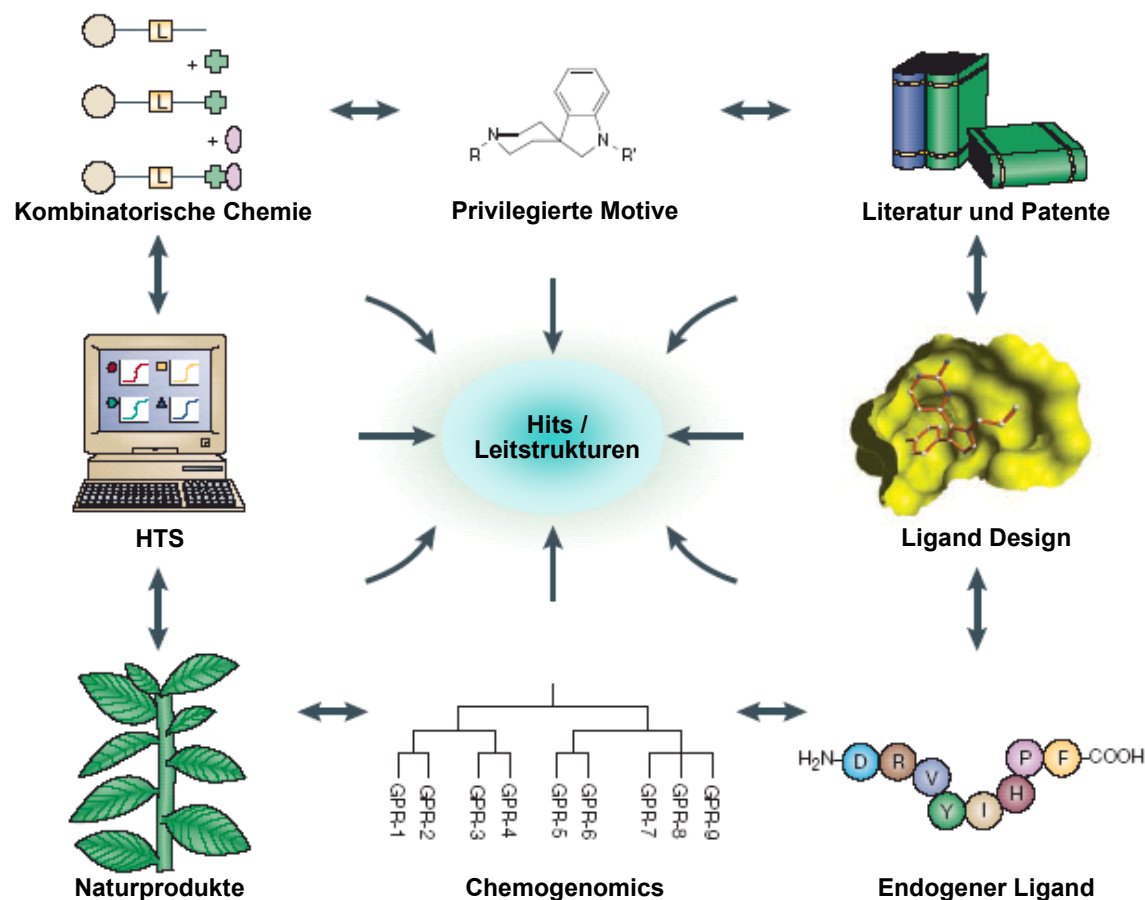 L
+
L
+
L
Kombinatorische Chemie
N
R
N
R'
Privilegierte Motive
Literatur und Patente
HTS
Hits /
Leitstrukturen
Ligand Design
Naturprodukte
GPR-1
GPR-2
GPR-3
GPR-4
GPR-5
GPR-6
GPR-7
GPR-8
GPR-9
Chemogenomics
H₂N D R V Y I H P F COOH
Endogener Ligand